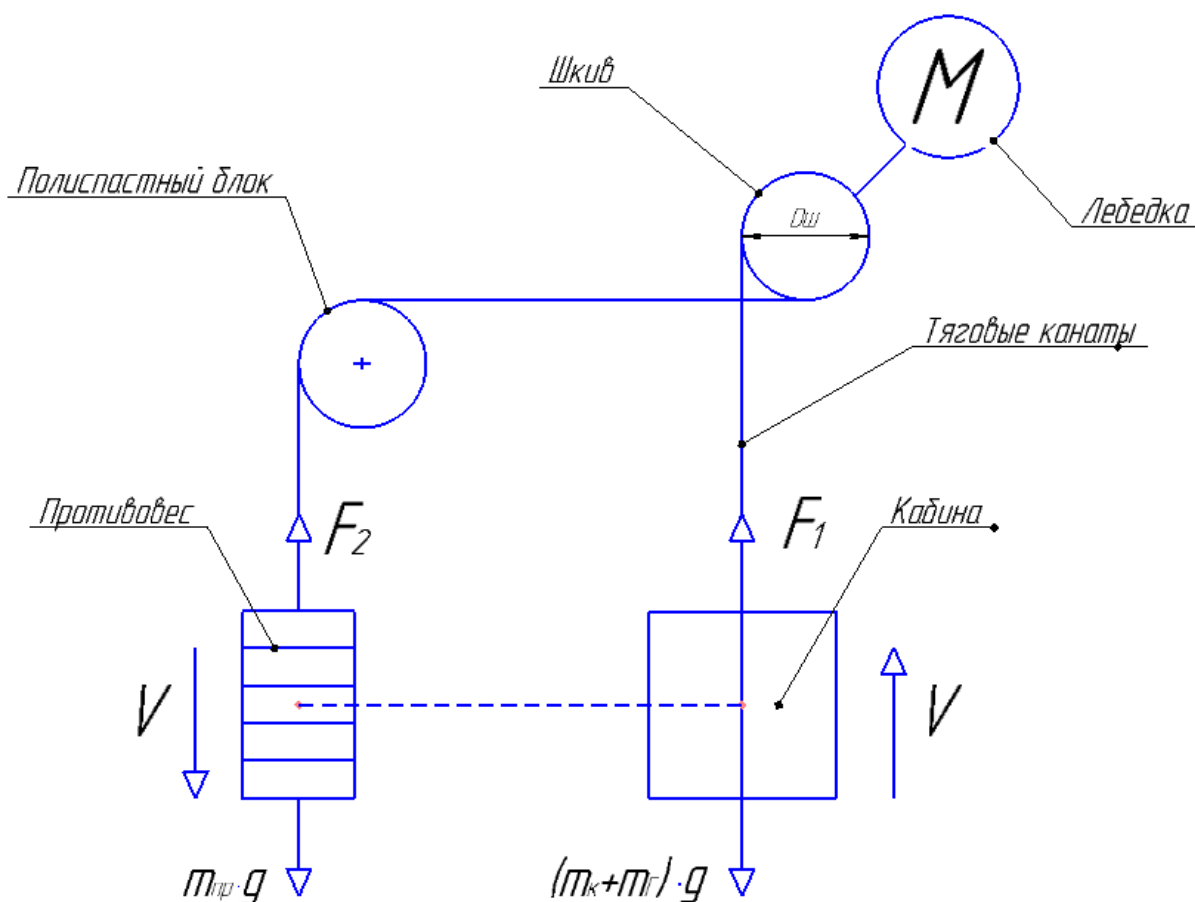 Шкив
M
Полиспастный блок
Dш
Лебедка
Тяговые канаты
Противовес
F2
F1
Кабина
V
V
mпр·g
(mк+mГ)·g